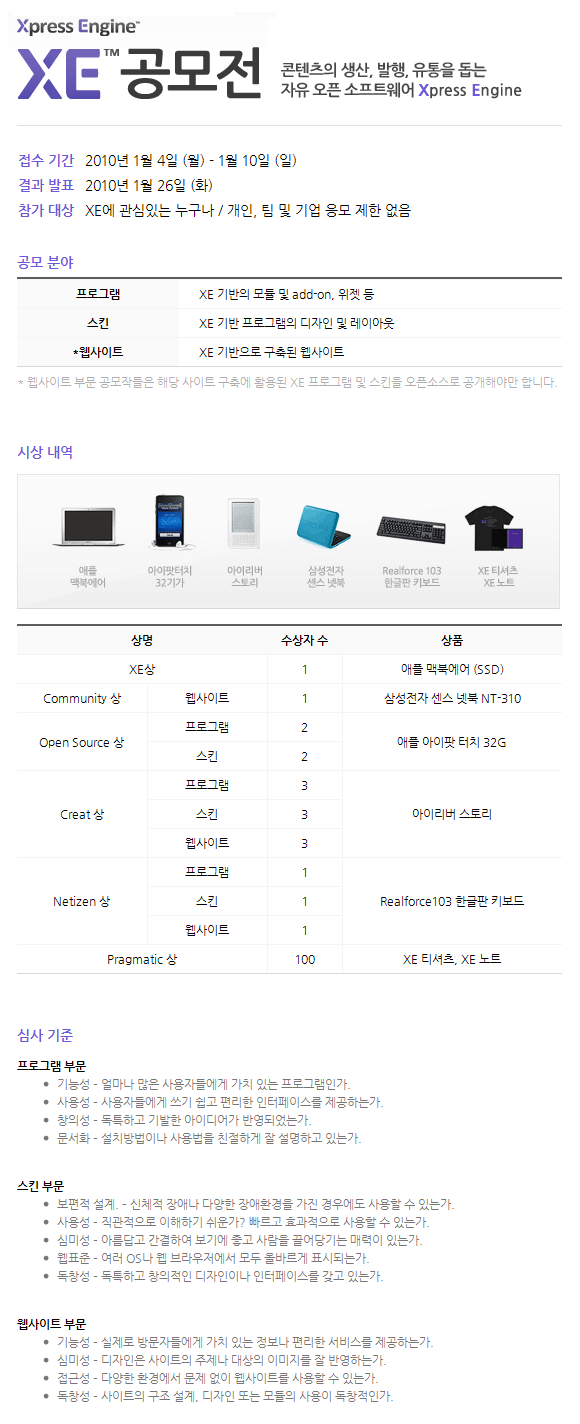 Xpress Engine™
XE™ 공모전
콘텐츠의 생산, 발행, 유통을 돕는
자유 오픈 소프트웨어 Xpress Engine
접수 기간 2010년 1월 4일 (월) - 1월 10일 (일)
결과 발표 2010년 1월 26일 (화)
참가 대상 XE에 관심있는 누구나 / 개인, 팀 및 기업 응모 제한 없음
공모 분야
프로그램 XE 기반의 모듈 및 add-on, 위젯 등
스킨 XE 기반 프로그램의 디자인 및 레이아웃
*웹사이트 XE 기반으로 구축된 웹사이트
* 웹사이트 부문 공모작들은 해당 사이트 구축에 활용된 XE 프로그램 및 스킨을 오픈소스로 공개해야만 합니다.
시상 내역
애플 맥북에어
아이팟터치 32기가
아이리버 스토리
삼성전자 센스 넷북
Realforce 103 한글판 키보드
XE 티셔츠 XE 노트
상명 수상자 수 상품
XE상 1 애플 맥북에어 (SSD)
Community 상 웹사이트 1 삼성전자 센스 넷북 NT-310
Open Source 상 프로그램 2 애플 아이팟 터치 32G
스킨 2
Creat 상 프로그램 3 아이리버 스토리
스킨 3
웹사이트 3
Netizen 상 프로그램 1 Realforce103 한글판 키보드
스킨 1
웹사이트 1
Pragmatic 상 100 XE 티셔츠, XE 노트
심사 기준
프로그램 부문
• 기능성 - 얼마나 많은 사용자들에게 가치 있는 프로그램인가.
• 사용성 - 사용자들에게 쓰기 쉽고 편리한 인터페이스를 제공하는가.
• 창의성 - 독특하고 기발한 아이디어가 반영되었는가.
• 문서화 - 설치방법이나 사용법을 친절하게 잘 설명하고 있는가.
스킨 부문
• 보편적 설계. - 신체적 장애나 다양한 장애환경을 가진 경우에도 사용할 수 있는가.
• 사용성 - 직관적으로 이해하기 쉬운가? 빠르고 효과적으로 사용할 수 있는가.
• 심미성 - 아름답고 간결하여 보기에 좋고 사람을 끌어당기는 매력이 있는가.
• 웹표준 - 여러 OS나 웹 브라우저에서 모두 올바르게 표시되는가.
• 독창성 - 독특하고 창의적인 디자인이나 인터페이스를 갖고 있는가.
웹사이트 부문
• 기능성 - 실제로 방문자들에게 가치 있는 정보나 편리한 서비스를 제공하는가.
• 심미성 - 디자인은 사이트의 주제나 대상의 이미지를 잘 반영하는가.
• 접근성 - 다양한 환경에서 문제 없이 웹사이트를 사용할 수 있는가.
• 독창성 - 사이트의 구조 설계, 디자인 또는 모듈의 사용이 독창적인가.